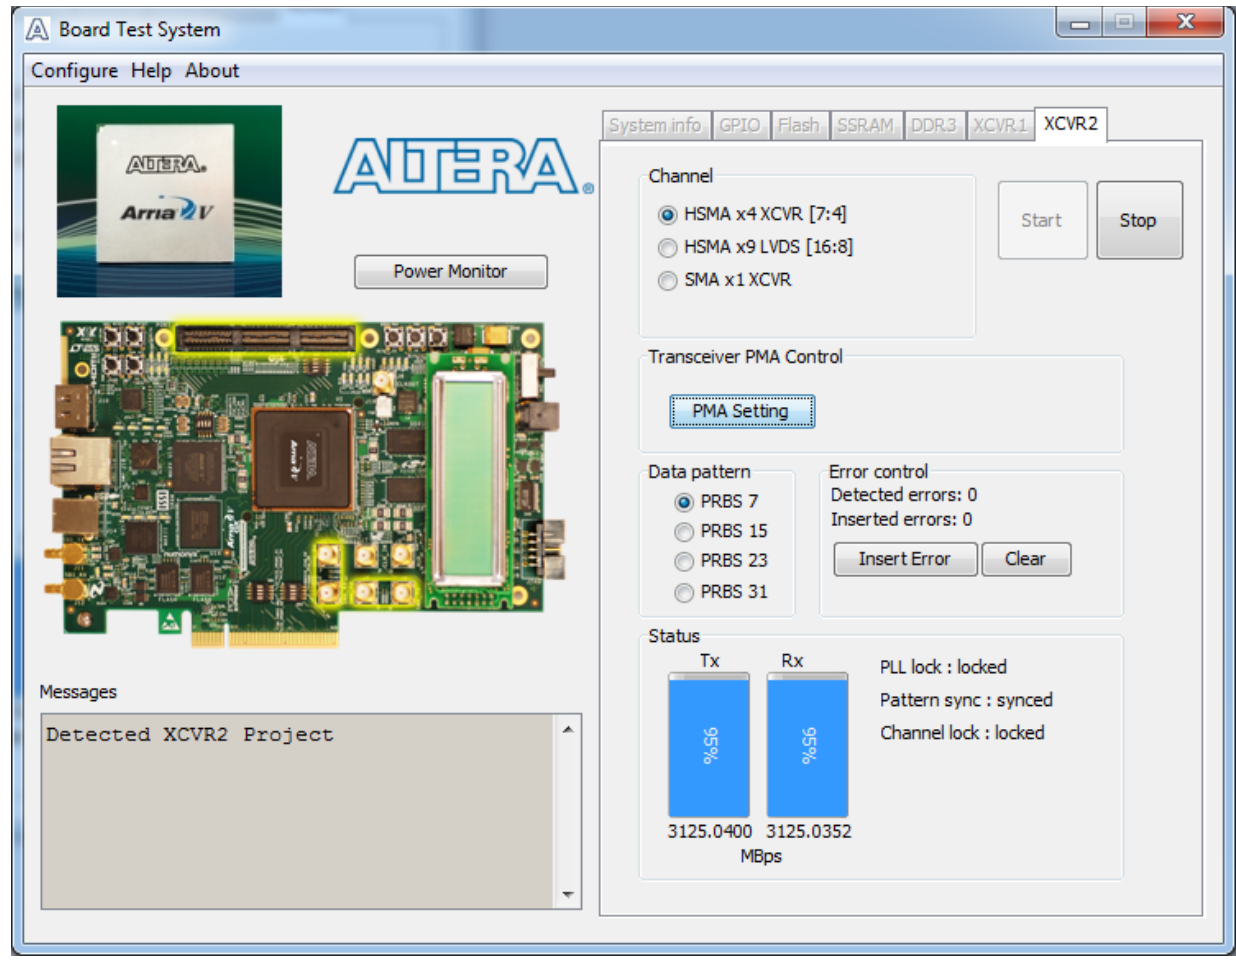 Board Test System
Configure Help About
ALTERA®
Arria V
ALTERA®
Power Monitor
System info GPIO Flash SSRAM DDR3 XCVR1 XCVR2
Channel
HSMA x4 XCVR [7:4]
HSMA x9 LVDS [16:8]
SMA x1 XCVR
Start
Stop
Transceiver PMA Control
PMA Setting
Data pattern
PRBS 7
PRBS 15
PRBS 23
PRBS 31
Error control
Detected errors: 0
Inserted errors: 0
Insert Error Clear
Status
Tx Rx
95% 95%
3125.0400 3125.0352
MBps
PLL lock : locked
Pattern sync : synced
Channel lock : locked
ALTERA
Arria V
Messages
Detected XCVR2 Project